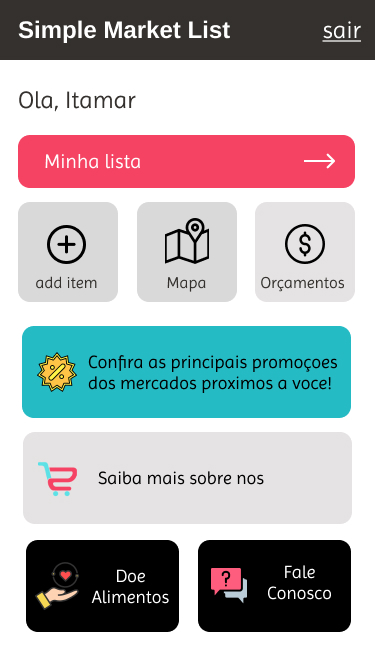 Simple Market List
sair
Ola, Itamar
Minha lista
add item
Mapa
Orçamentos
Confira as principais promoçoes
dos mercados proximos a voce!
Saiba mais sobre nos
Doe
Alimentos
Fale
Conosco